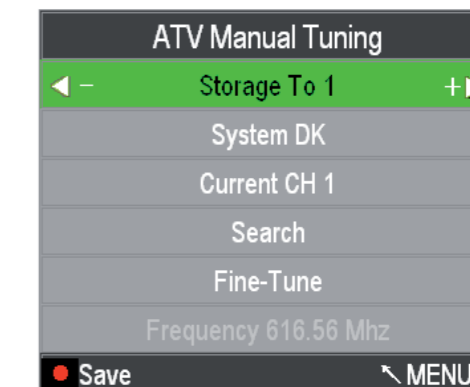 ATV Manual Tuning
− Storage To 1 +
System DK
Current CH 1
Search
Fine-Tune
Frequency 616.56 Mhz
Save MENU